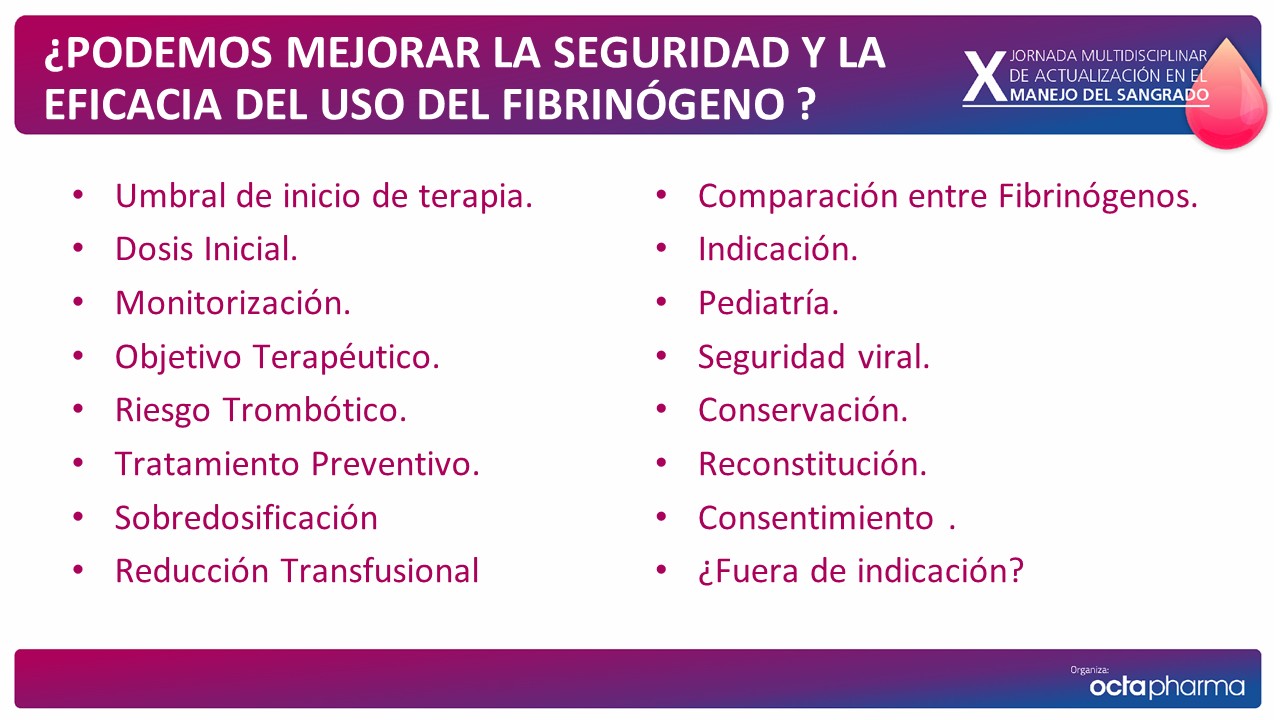 ¿PODEMOS MEJORAR LA SEGURIDAD Y LA
EFICACIA DEL USO DEL FIBRINÓGENO ?
X JORNADA MULTIDISCIPLINAR
DE ACTUALIZACIÓN EN EL
MANEJO DEL SANGRADO
• Umbral de inicio de terapia.
• Dosis Inicial.
• Monitorización.
• Objetivo Terapéutico.
• Riesgo Trombótico.
• Tratamiento Preventivo.
• Sobredosificación
• Reducción Transfusional
• Comparación entre Fibrinógenos.
• Indicación.
• Pediatría.
• Seguridad viral.
• Conservación.
• Reconstitución.
• Consentimiento .
• ¿Fuera de indicación?
Organiza:
octapharma